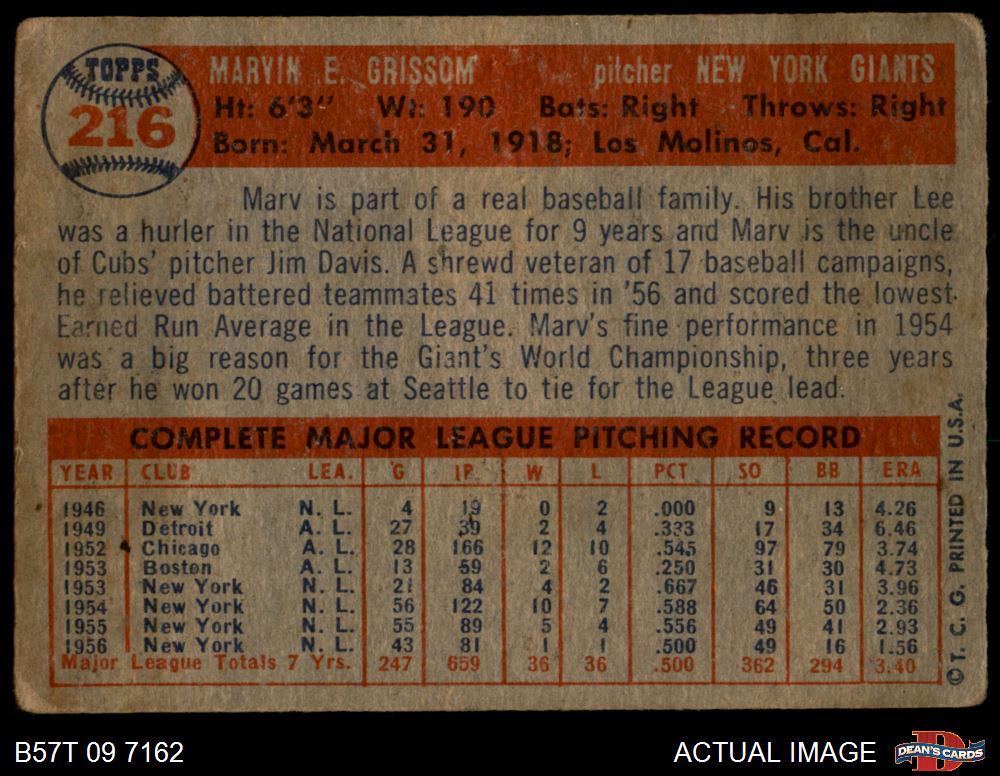 TOPPS
216
MARVIN E. GRISSOM pitcher NEW YORK GIANTS
Ht: 6'3" Wt: 190 Bats: Right Throws: Right
Born: March 31, 1918; Los Molinos, Cal.
Marv is part of a real baseball family. His brother Lee
was a hurler in the National League for 9 years and Marv is the uncle
of Cubs' pitcher Jim Davis. A shrewd veteran of 17 baseball campaigns,
he relieved battered teammates 41 times in '56 and scored the lowest
Earned Run Average in the League. Marv's fine performance in 1954
was a big reason for the Giant's World Championship, three years
after he won 20 games at Seattle to tie for the League lead.
COMPLETE MAJOR LEAGUE PITCHING RECORD
YEAR CLUB LEA. G IP W L PCT SO BB ERA
1946 New York N. L. 4 19 0 2 .000 9 13 4.26
1949 Detroit A. L. 27 39 2 4 .333 17 34 6.46
1952 Chicago A. L. 28 166 12 10 .545 97 79 3.74
1953 Boston A. L. 13 59 2 6 .250 31 30 4.73
1953 New York N. L. 21 84 4 2 .667 46 31 3.96
1954 New York N. L. 56 122 10 7 .588 64 50 2.36
1955 New York N. L. 55 89 5 4 .556 49 41 2.93
1956 New York N. L. 43 81 1 1 .500 49 16 1.56
Major League Totals 7 Yrs. 247 659 36 36 .500 362 294 3.40
©T. C. G. PRINTED IN U.S.A.
B57T 09 7162
ACTUAL IMAGE
DEAN'S CARDS